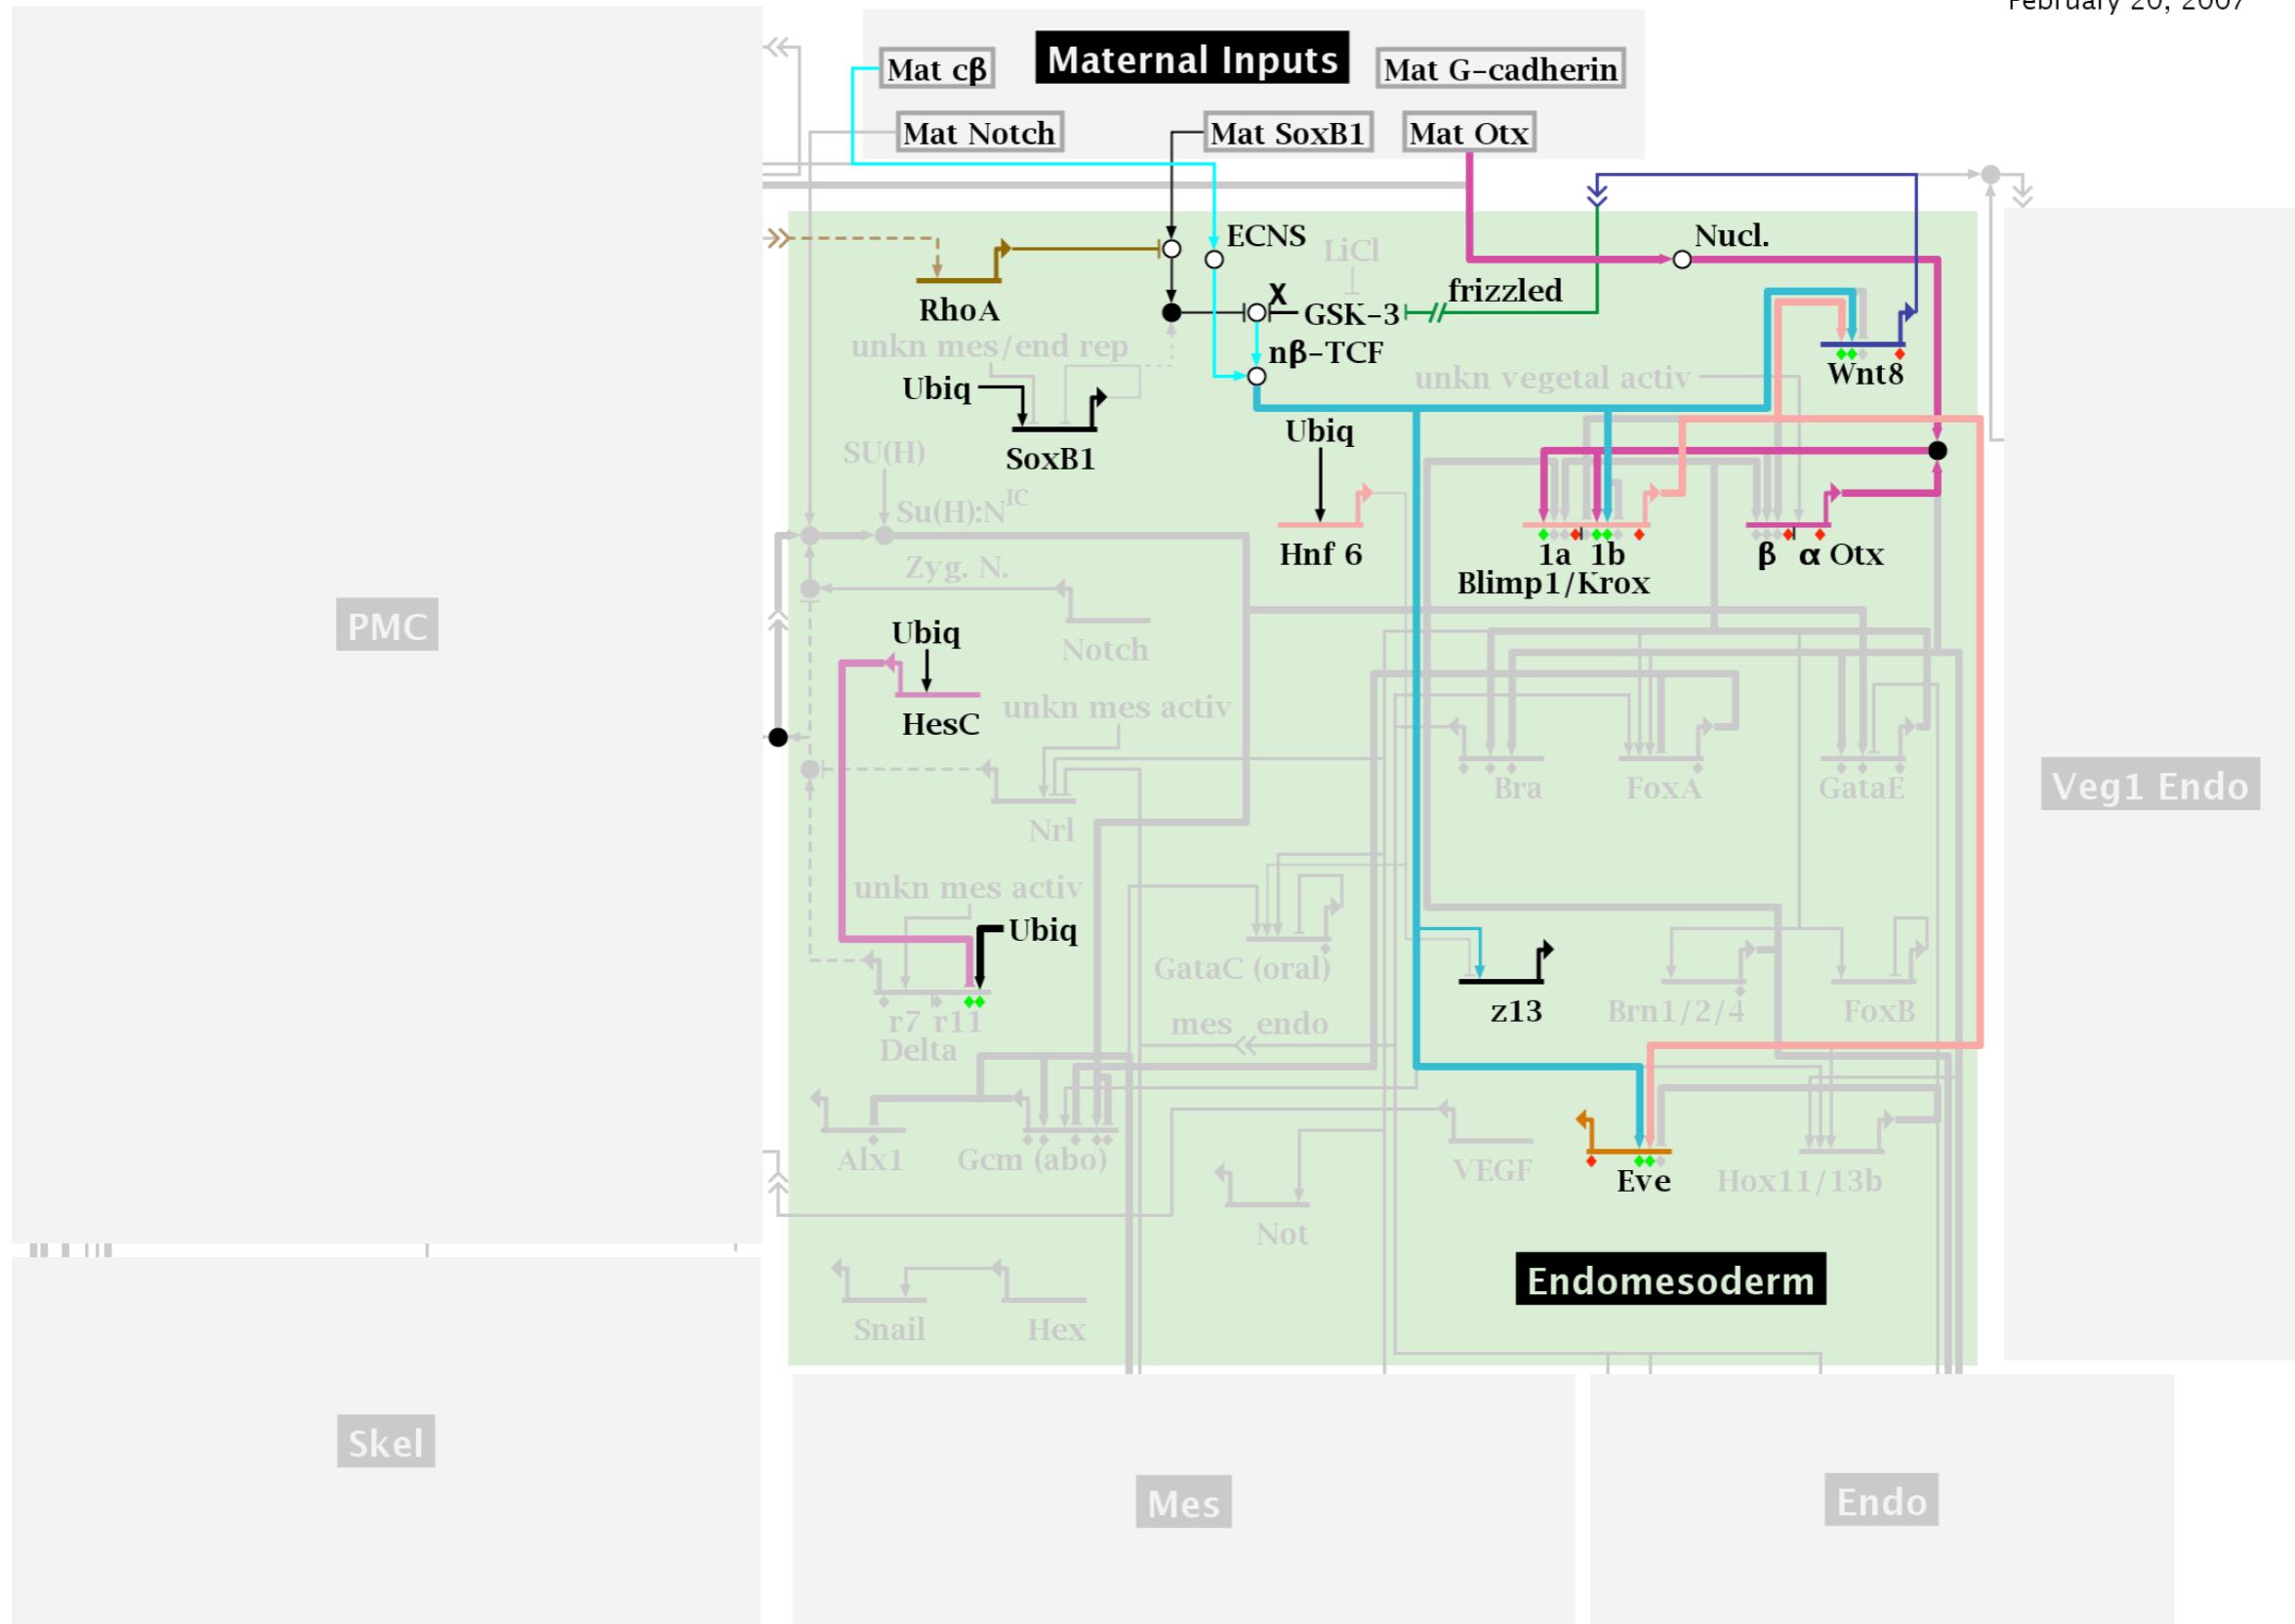 February 20, 2007
Mat cβ
Maternal Inputs
Mat G-cadherin
Mat Notch
Mat SoxB1
Mat Otx
ECNS
LiCl
Nucl.
RhoA
X
GSK-3
frizzled
unkn mes/end rep
nβ-TCF
Wnt8
Ubiq
unkn vegetal activ
SoxB1
Ubiq
SU(H)
Su(H):N^IC
Hnf 6
1a 1b
Blimp1/Krox
β α Otx
Zyg. N.
Notch
PMC
Ubiq
HesC
unkn mes activ
Nrl
Bra
FoxA
GataE
Veg1 Endo
unkn mes activ
Ubiq
GataC (oral)
r7 r11
Delta
z13
Brn1/2/4
FoxB
mes endo
Alx1
Gcm (abo)
VEGF
Eve
Hox11/13b
Not
Endomesoderm
Snail
Hex
Skel
Mes
Endo